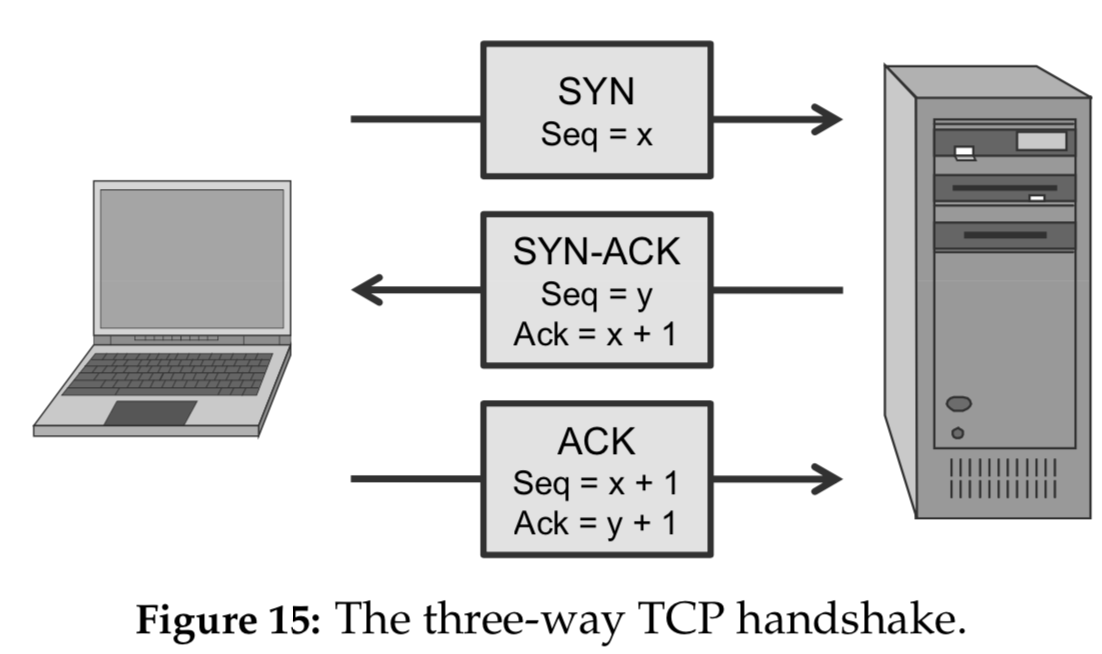 SYN
Seq = x
SYN-ACK
Seq = y
Ack = x + 1
ACK
Seq = x + 1
Ack = y + 1
Figure 15: The three-way TCP handshake.